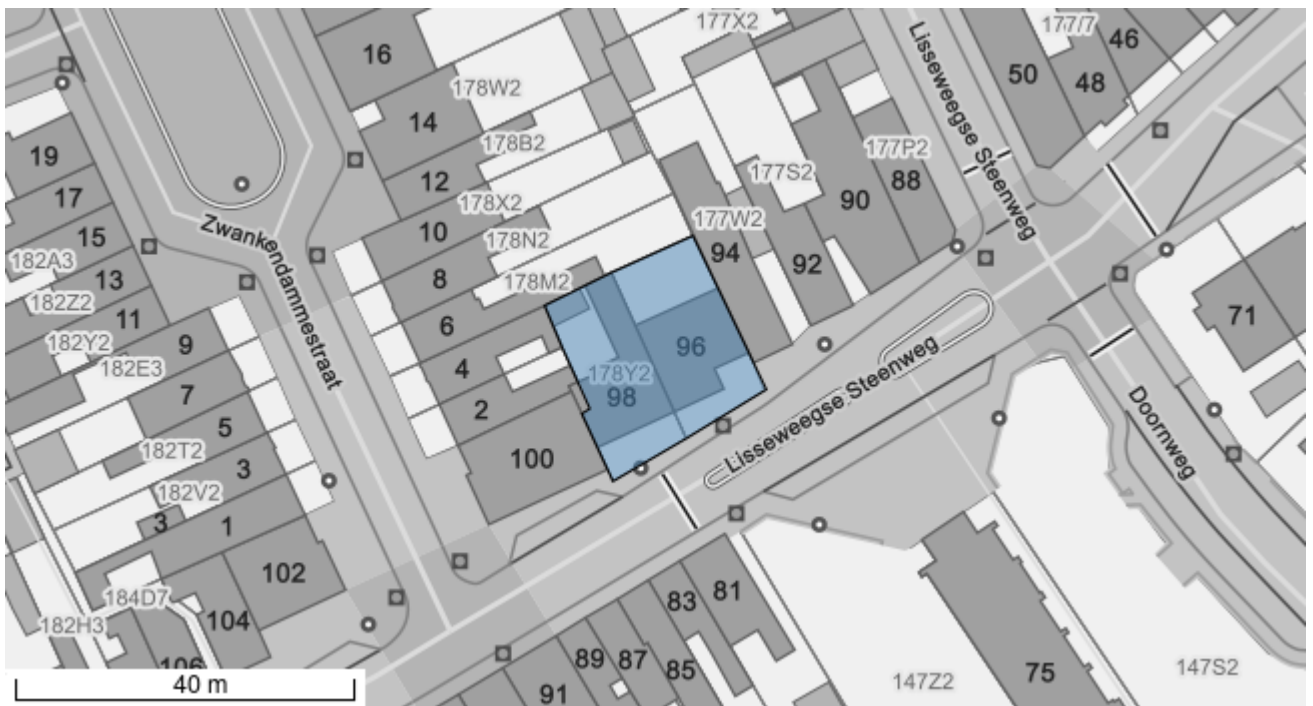 177X2
177/7
46
16
Lisseweegse Steenweg
50
48
178W2
14
178B2
19
12
177S2
177P2
17
178X2
90
88
Zwankendammestraat
10
177W2
15
178N2
94
182A3
13
8
178M2
92
182Z2
11
6
71
182Y2
9
96
182E3
4
178Y2
7
98
2
Lisseweegse Steenweg
Doornweg
5
182T2
100
3
182V2
3
1
102
81
83
184D7
104
182H3
89
87
85
106
147Z2
75
147S2
91
40 m